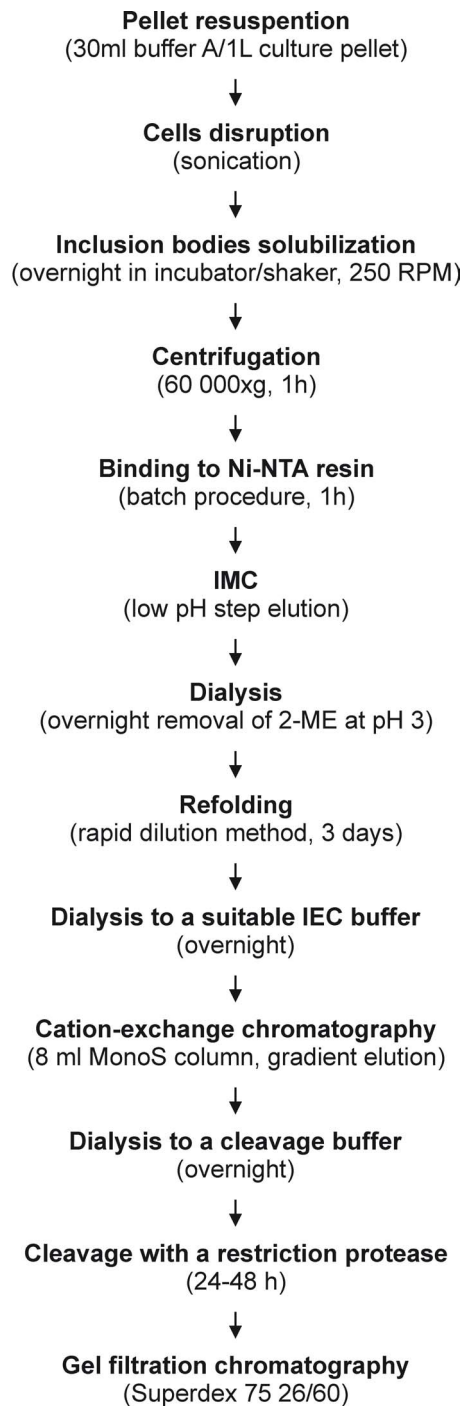 Pellet resuspention
(30ml buffer A/1L culture pellet)
Cells disruption
(sonication)
Inclusion bodies solubilization
(overnight in incubator/shaker, 250 RPM)
Centrifugation
(60 000xg, 1h)
Binding to Ni-NTA resin
(batch procedure, 1h)
IMC
(low pH step elution)
Dialysis
(overnight removal of 2-ME at pH 3)
Refolding
(rapid dilution method, 3 days)
Dialysis to a suitable IEC buffer
(overnight)
Cation-exchange chromatography
(8 ml MonoS column, gradient elution)
Dialysis to a cleavage buffer
(overnight)
Cleavage with a restriction protease
(24-48 h)
Gel filtration chromatography
(Superdex 75 26/60)